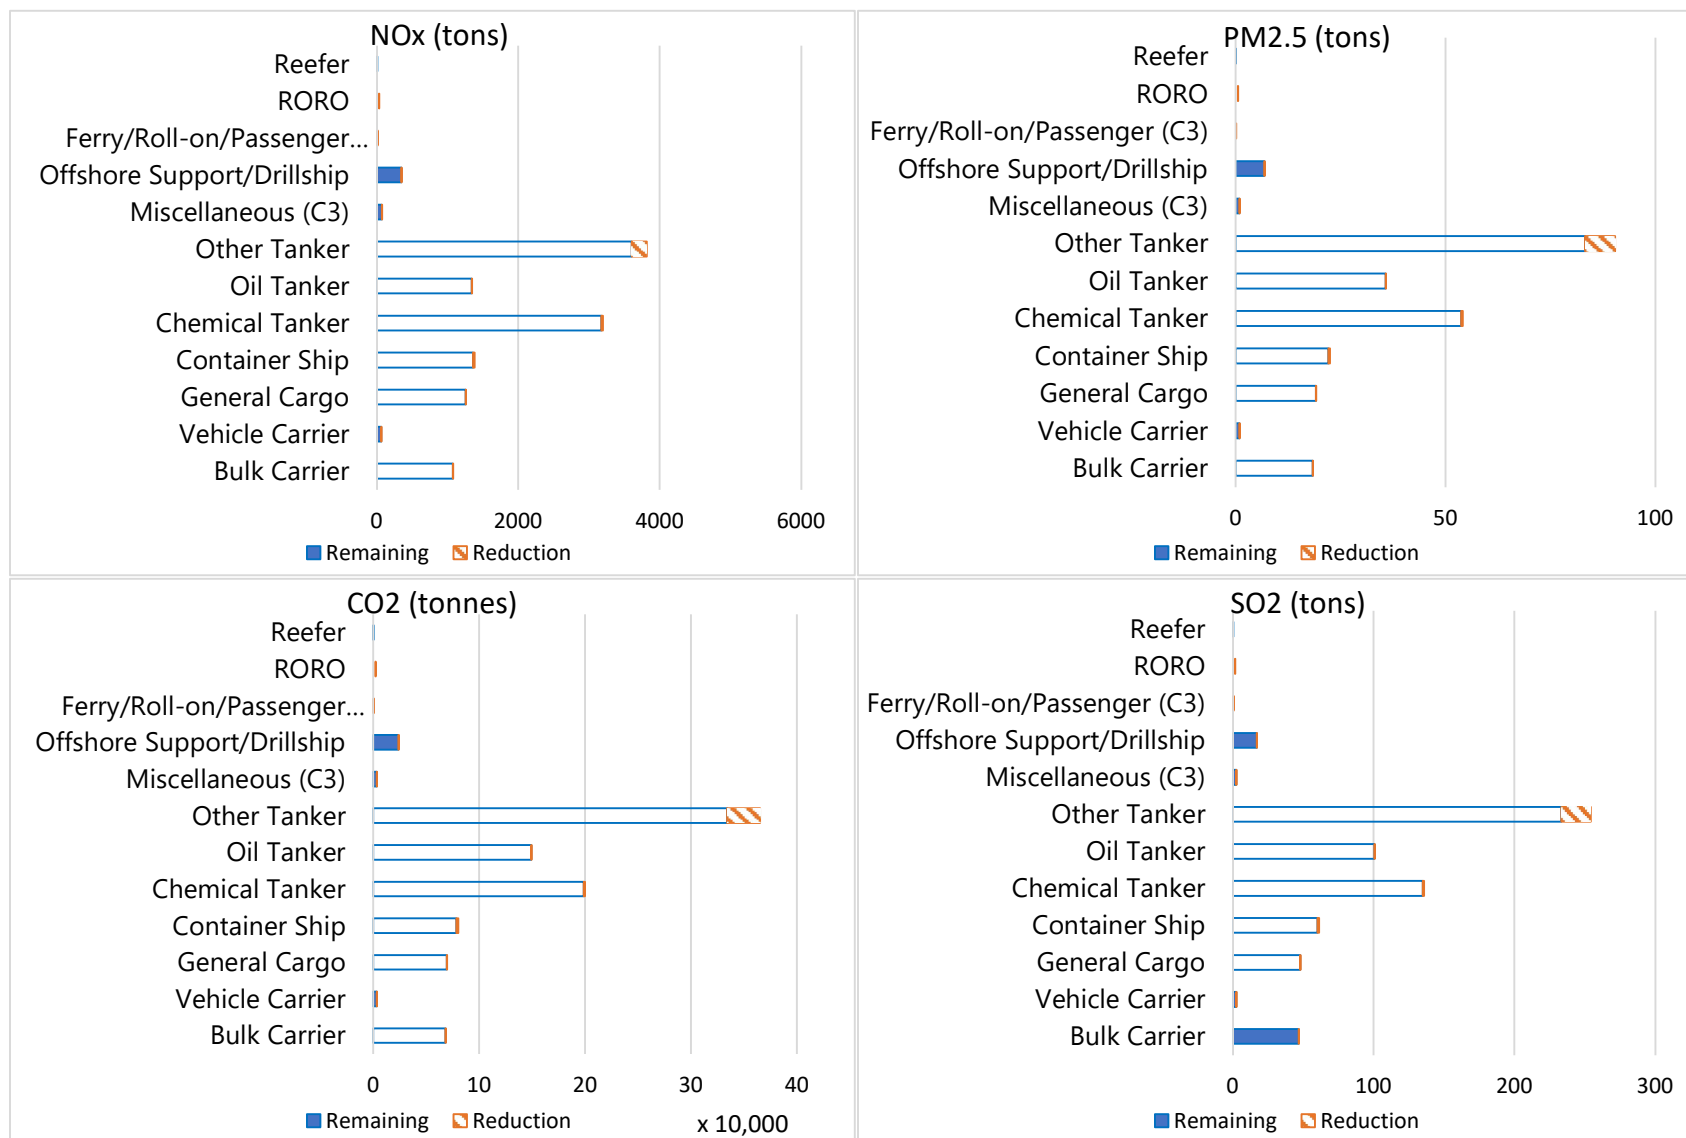 NOx (tons)
Reefer
RORO
Ferry/Roll-on/Passenger...
Offshore Support/Drillship
Miscellaneous (C3)
Other Tanker
Oil Tanker
Chemical Tanker
Container Ship
General Cargo
Vehicle Carrier
Bulk Carrier
0 2000 4000 6000
Remaining Reduction
PM2.5 (tons)
Reefer
RORO
Ferry/Roll-on/Passenger (C3)
Offshore Support/Drillship
Miscellaneous (C3)
Other Tanker
Oil Tanker
Chemical Tanker
Container Ship
General Cargo
Vehicle Carrier
Bulk Carrier
0 50 100
Remaining Reduction
CO2 (tonnes)
Reefer
RORO
Ferry/Roll-on/Passenger...
Offshore Support/Drillship
Miscellaneous (C3)
Other Tanker
Oil Tanker
Chemical Tanker
Container Ship
General Cargo
Vehicle Carrier
Bulk Carrier
0 10 20 30 40
Remaining Reduction x 10,000
SO2 (tons)
Reefer
RORO
Ferry/Roll-on/Passenger (C3)
Offshore Support/Drillship
Miscellaneous (C3)
Other Tanker
Oil Tanker
Chemical Tanker
Container Ship
General Cargo
Vehicle Carrier
Bulk Carrier
0 100 200 300
Remaining Reduction